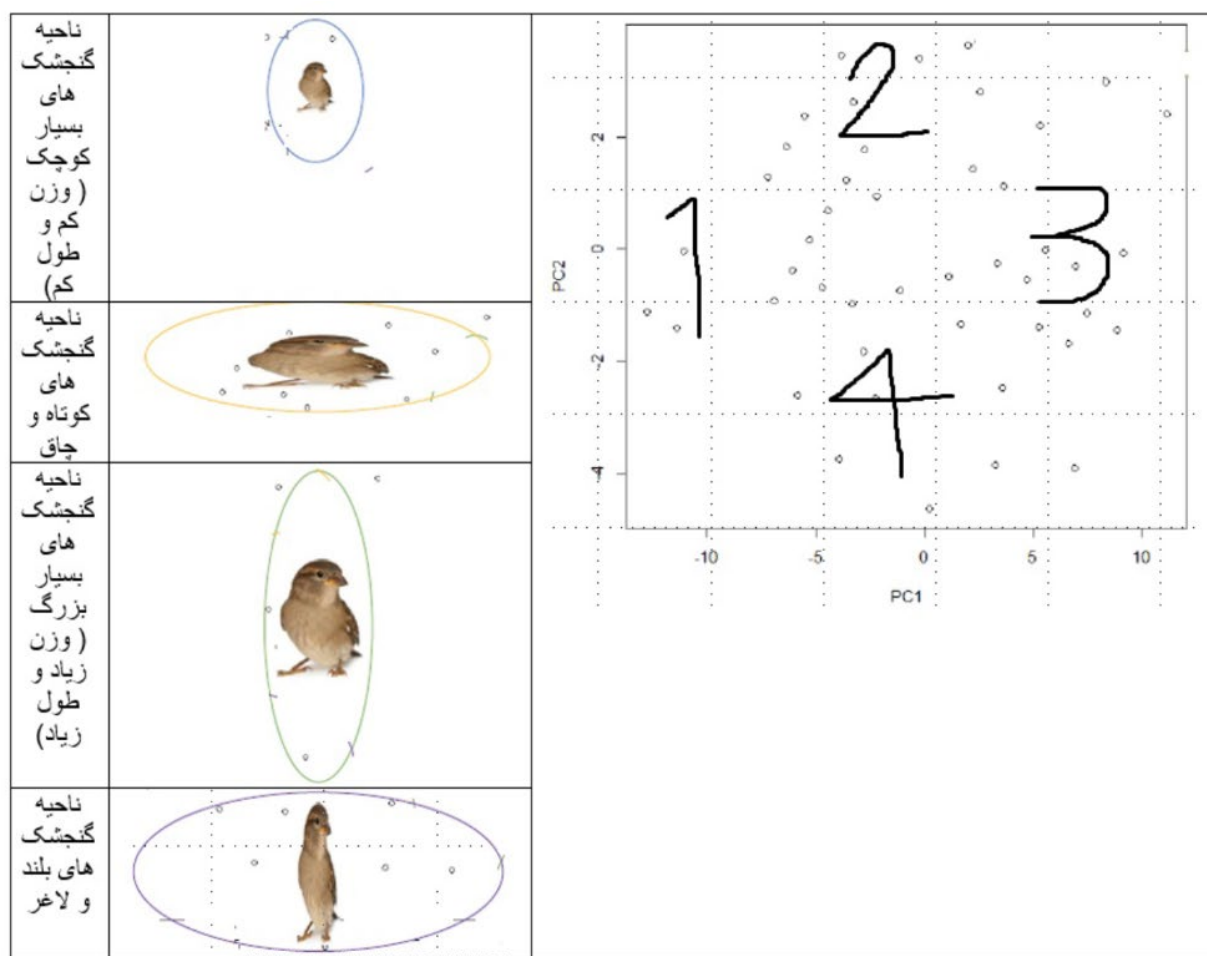 ناحیه
گنجشک
های
بسیار
کوچک
( وزن
کم و
طول
کم)
ناحیه
گنجشک
های
کوتاه و
چاق
ناحیه
گنجشک
های
بسیار
بزرگ
( وزن
زیاد و
طول
زیاد)
ناحیه
گنجشک
های بلند
و لاغر
2
1
3
4
PC2
2
0
-2
-4
-10
-5
0
5
10
PC1